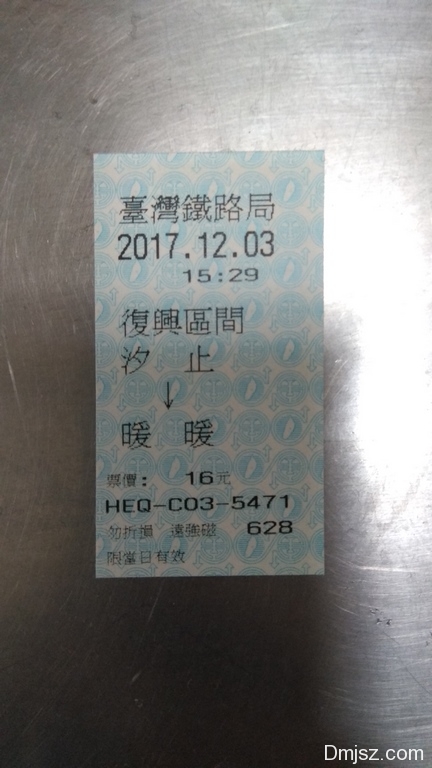 臺灣鐵路局
2017.12.03
15:29
復興區間
汐 止
↓
暖 暖
票價: 16元
HEQ-C03-5471
勿折損 遠強磁 628
限當日有效
Dmjsz.com